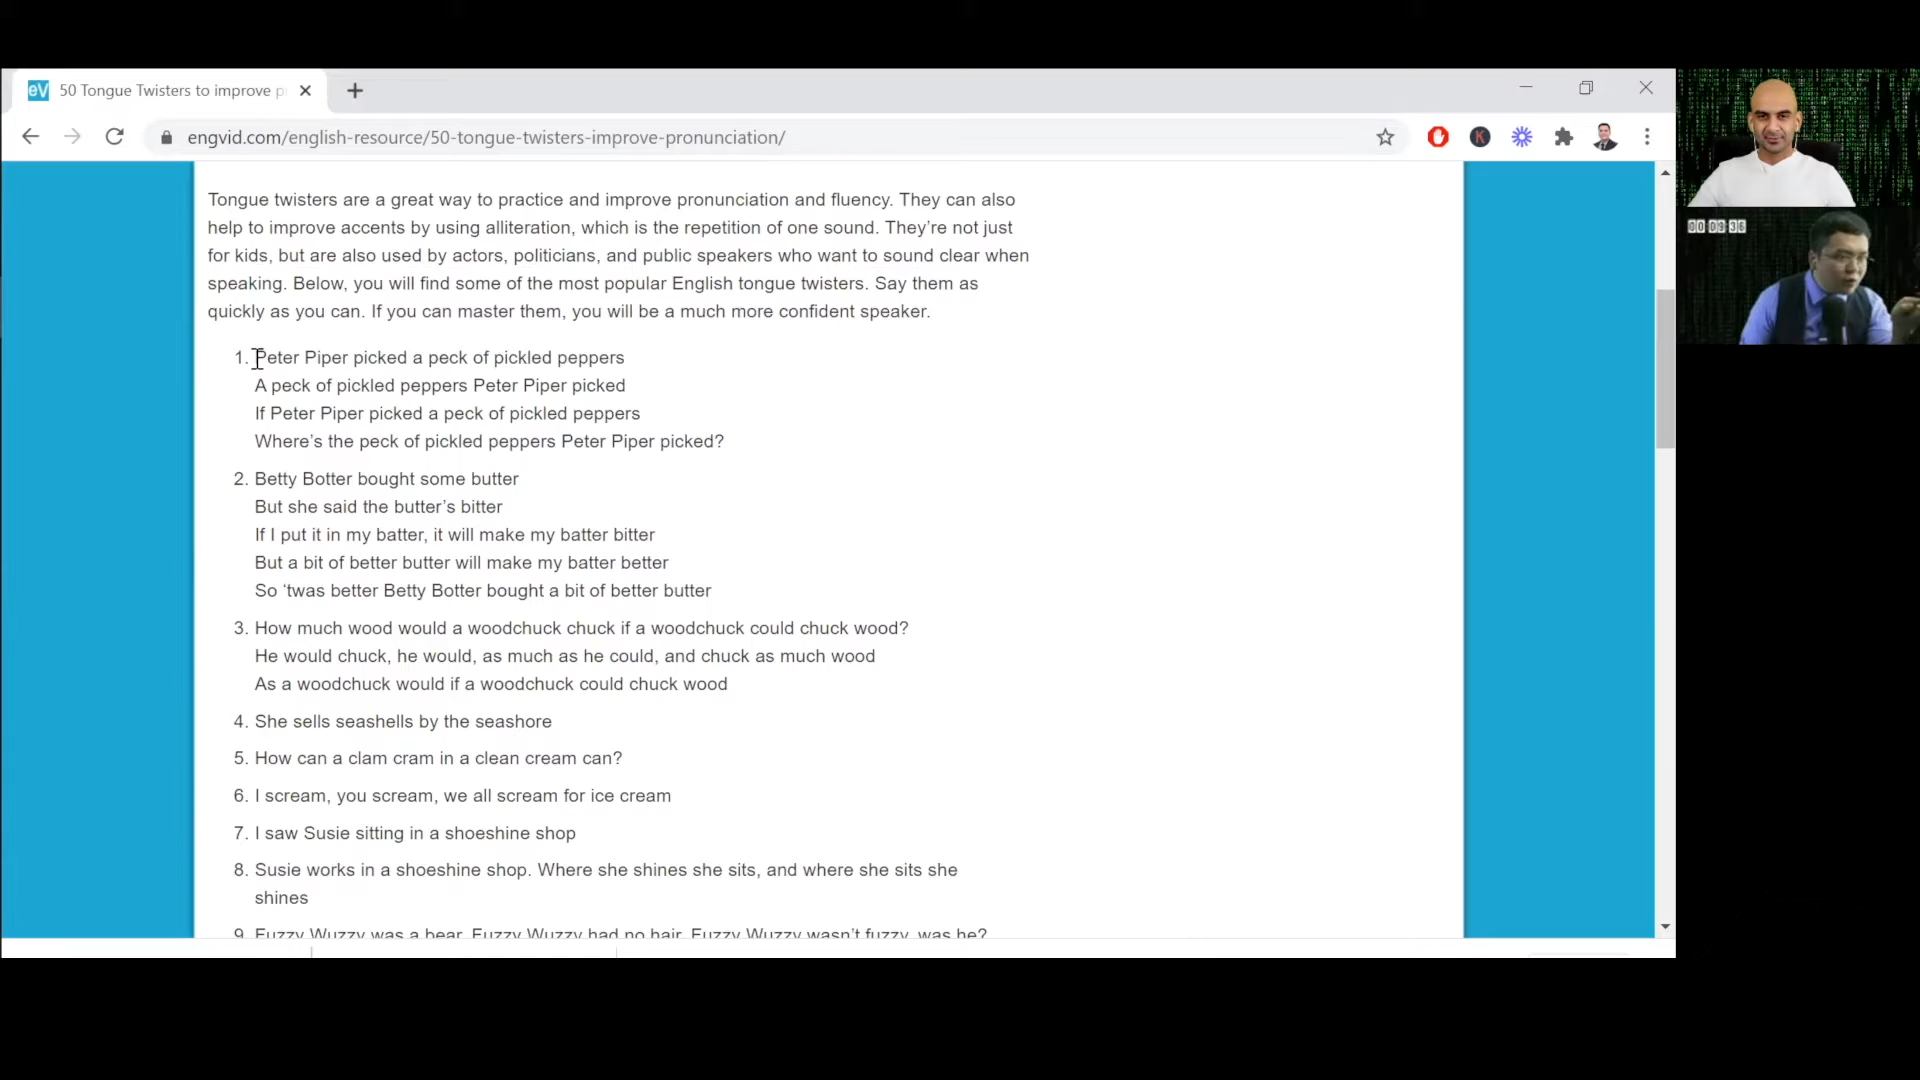 eV 50 Tongue Twisters to improve p
engvid.com/english-resource/50-tongue-twisters-improve-pronunciation/
K
00:09:36
Tongue twisters are a great way to practice and improve pronunciation and fluency. They can also
help to improve accents by using alliteration, which is the repetition of one sound. They’re not just
for kids, but are also used by actors, politicians, and public speakers who want to sound clear when
speaking. Below, you will find some of the most popular English tongue twisters. Say them as
quickly as you can. If you can master them, you will be a much more confident speaker.
1. Peter Piper picked a peck of pickled peppers
A peck of pickled peppers Peter Piper picked
If Peter Piper picked a peck of pickled peppers
Where’s the peck of pickled peppers Peter Piper picked?
2. Betty Botter bought some butter
But she said the butter’s bitter
If I put it in my batter, it will make my batter bitter
But a bit of better butter will make my batter better
So ‘twas better Betty Botter bought a bit of better butter
3. How much wood would a woodchuck chuck if a woodchuck could chuck wood?
He would chuck, he would, as much as he could, and chuck as much wood
As a woodchuck would if a woodchuck could chuck wood
4. She sells seashells by the seashore
5. How can a clam cram in a clean cream can?
6. I scream, you scream, we all scream for ice cream
7. I saw Susie sitting in a shoeshine shop
8. Susie works in a shoeshine shop. Where she shines she sits, and where she sits she
shines
9. Fuzzy Wuzzy was a bear. Fuzzy Wuzzy had no hair. Fuzzy Wuzzy wasn’t fuzzy, was he?